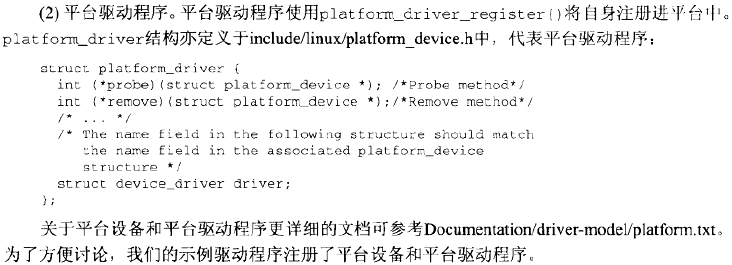 (2) 平台驱动程序。平台驱动程序使用platform_driver_register()将自身注册进平台中。
platform_driver结构亦定义于include/linux/platform_device.h中，代表平台驱动程序：
struct platform_driver {
int (*probe)(struct platform_device *); /*Probe method*/
int (*remove)(struct platform_device *);/*Remove method*/
/* ... */
/* The name field in the following structure should match
the name field in the associated platform_device
structure */
struct device_driver driver;
};
关于平台设备和平台驱动程序更详细的文档可参考Documentation/driver-model/platform.txt。
为了方便讨论，我们的示例驱动程序注册了平台设备和平台驱动程序。